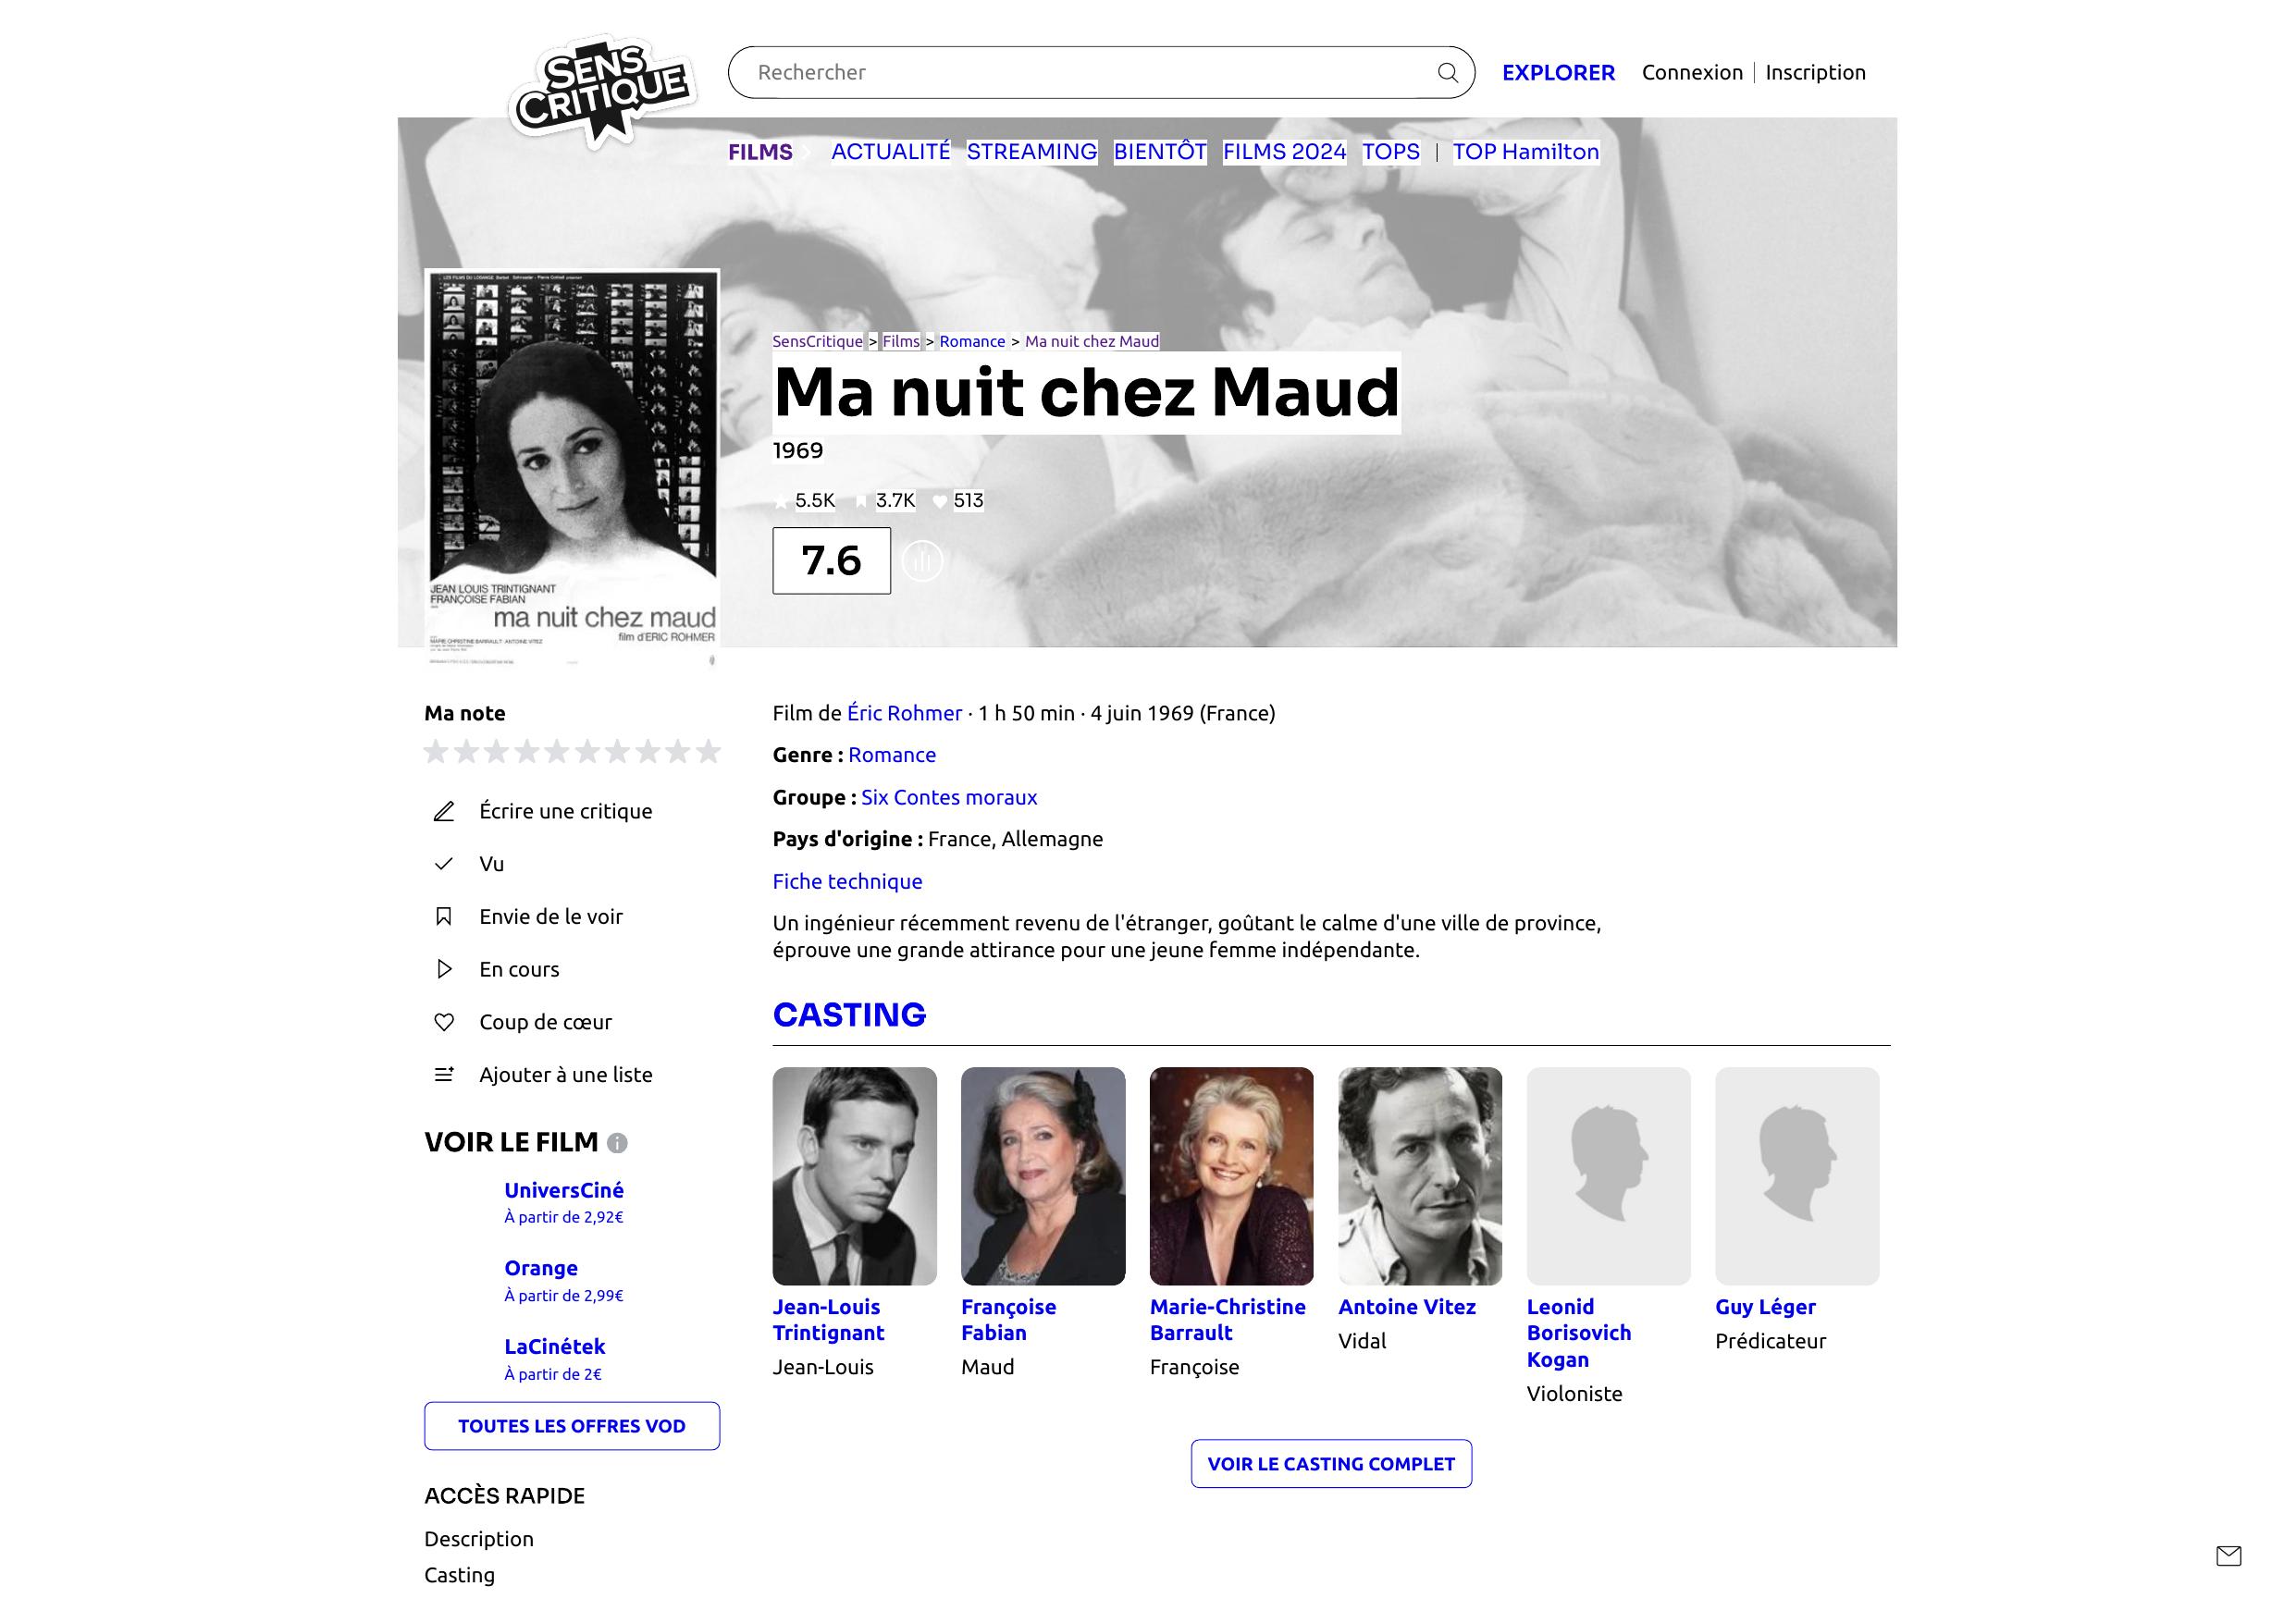 SENS
CRITIQUE
Rechercher
EXPLORER Connexion | Inscription
FILMS ACTUALITÉ STREAMING BIENTÔT FILMS 2024 TOPS | TOP Hamilton
SensCritique > Films > Romance > Ma nuit chez Maud
Ma nuit chez Maud
1969
5.5K 3.7K 513
7.6
JEAN LOUIS TRINTIGNANT
FRANÇOISE FABIAN
ma nuit chez maud
film d'ERIC ROHMER
MARIE CHRISTINE BARRAULT ANTOINE VITEZ
Ma note
Écrire une critique
Vu
Envie de le voir
En cours
Coup de cœur
Ajouter à une liste
VOIR LE FILM
UniversCiné
À partir de 2,92€
Orange
À partir de 2,99€
LaCinétek
À partir de 2€
TOUTES LES OFFRES VOD
ACCÈS RAPIDE
Description
Casting
Film de Éric Rohmer · 1 h 50 min · 4 juin 1969 (France)
Genre : Romance
Groupe : Six Contes moraux
Pays d'origine : France, Allemagne
Fiche technique
Un ingénieur récemment revenu de l'étranger, goûtant le calme d'une ville de province,
éprouve une grande attirance pour une jeune femme indépendante.
CASTING
Jean-Louis
Trintignant
Jean-Louis
Françoise
Fabian
Maud
Marie-Christine
Barrault
Françoise
Antoine Vitez
Vidal
Leonid
Borisovich
Kogan
Violoniste
Guy Léger
Prédicateur
VOIR LE CASTING COMPLET